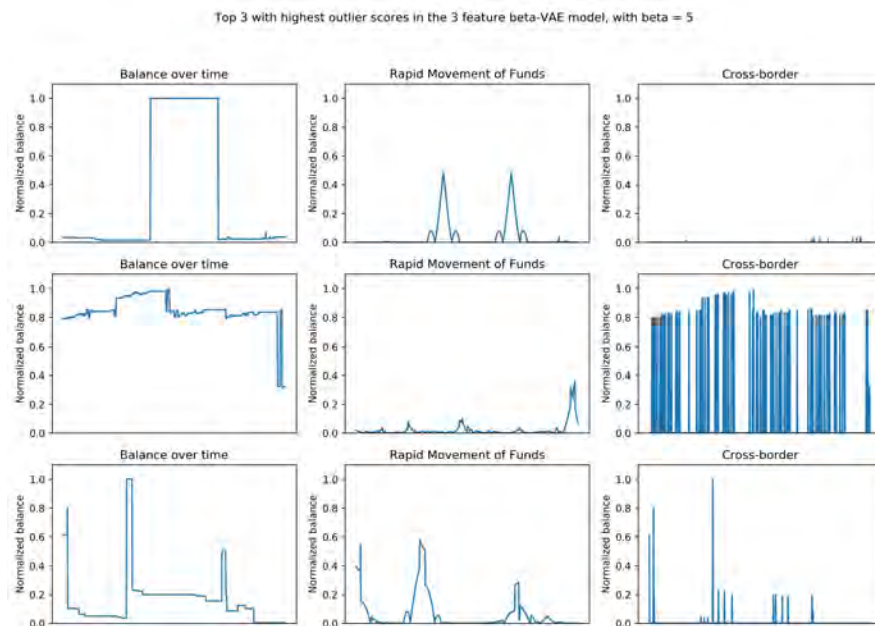 Top 3 with highest outlier scores in the 3 feature beta-VAE model, with beta = 5
Balance over time
Rapid Movement of Funds
Cross-border
Normalized balance
1.0
0.8
0.6
0.4
0.2
0.0
Normalized balance
1.0
0.8
0.6
0.4
0.2
0.0
Normalized balance
1.0
0.8
0.6
0.4
0.2
0.0
Balance over time
Rapid Movement of Funds
Cross-border
Normalized balance
1.0
0.8
0.6
0.4
0.2
0.0
Normalized balance
1.0
0.8
0.6
0.4
0.2
0.0
Normalized balance
1.0
0.8
0.6
0.4
0.2
0.0
Balance over time
Rapid Movement of Funds
Cross-border
Normalized balance
1.0
0.8
0.6
0.4
0.2
0.0
Normalized balance
1.0
0.8
0.6
0.4
0.2
0.0
Normalized balance
1.0
0.8
0.6
0.4
0.2
0.0